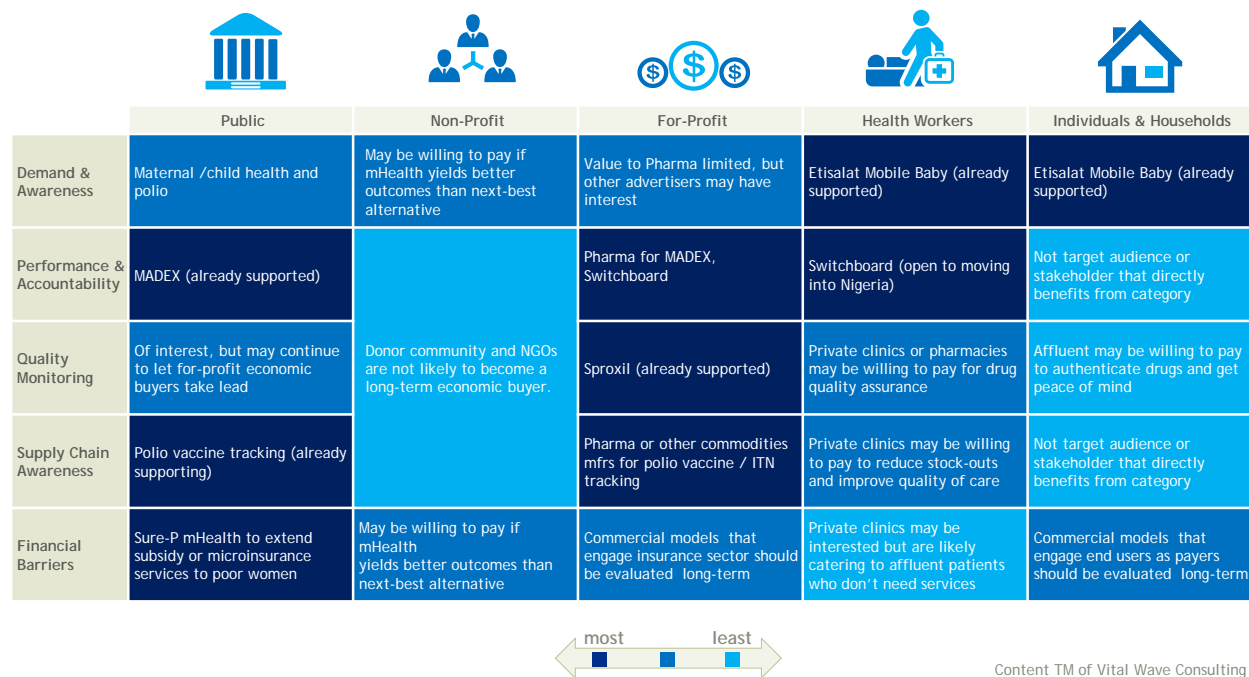 $ $ $
Public Non-Profit For-Profit Health Workers Individuals & Households
Demand &
Awareness
Maternal /child health and
polio
May be willing to pay if
mHealth yields better
outcomes than next-best
alternative
Value to Pharma limited, but
other advertisers may have
interest
Etisalat Mobile Baby (already
supported)
Etisalat Mobile Baby (already
supported)
Performance &
Accountability
MADEX (already supported)
Pharma for MADEX,
Switchboard
Switchboard (open to moving
into Nigeria)
Not target audience or
stakeholder that directly
benefits from category
Quality
Monitoring
Of interest, but may continue
to let for-profit economic
buyers take lead
Donor community and NGOs
are not likely to become a
long-term economic buyer.
Sproxil (already supported)
Private clinics or pharmacies
may be willing to pay for drug
quality assurance
Affluent may be willing to pay
to authenticate drugs and get
peace of mind
Supply Chain
Awareness
Polio vaccine tracking (already
supporting)
Pharma or other commodities
mfrs for polio vaccine / ITN
tracking
Private clinics may be willing
to pay to reduce stock-outs
and improve quality of care
Not target audience or
stakeholder that directly
benefits from category
Financial
Barriers
Sure-P mHealth to extend
subsidy or microinsurance
services to poor women
May be willing to pay if
mHealth
yields better outcomes than
next-best alternative
Commercial models that
engage insurance sector should
be evaluated long-term
Private clinics may be
interested but are likely
catering to affluent patients
who don't need services
Commercial models that
engage end users as payers
should be evaluated long-term
most least
Content TM of Vital Wave Consulting